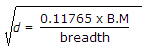 √d = 0.11765 x B.M / breadth